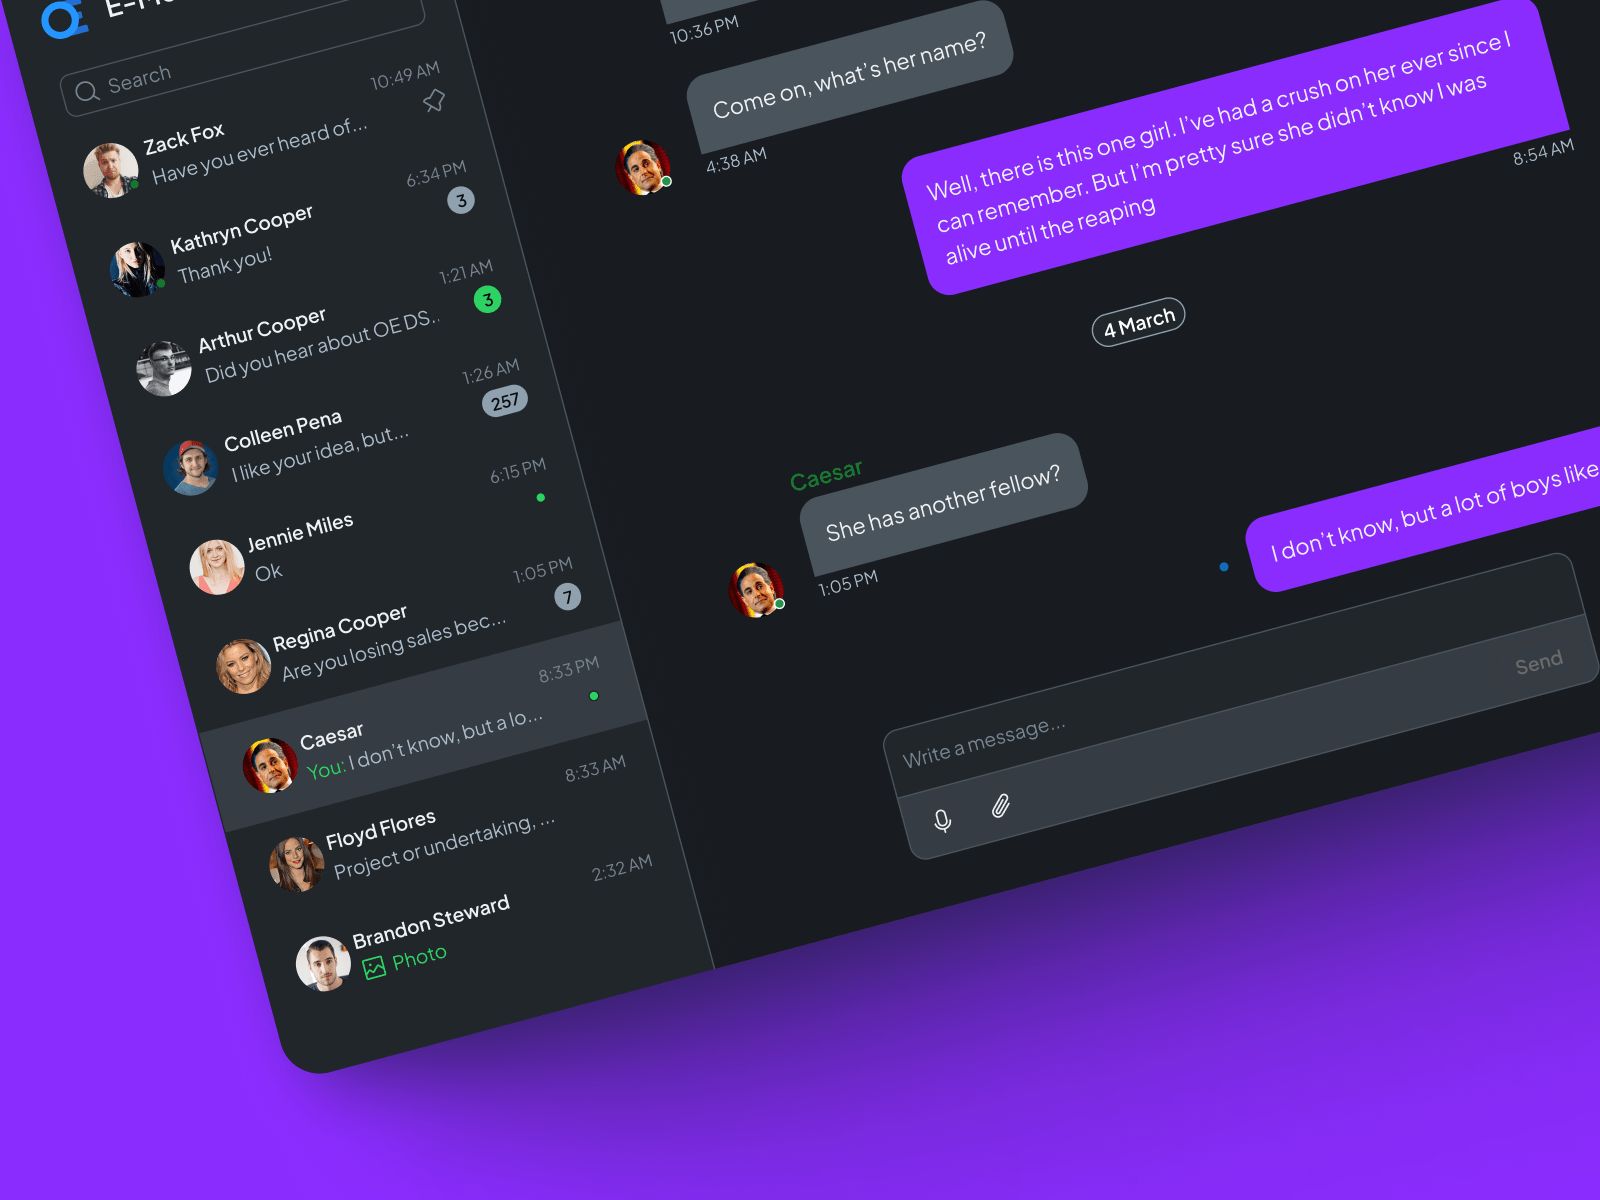 Search
10:49 AM
Zack Fox
Have you ever heard of...
6:34 PM
Kathryn Cooper
3
Thank you!
1:21 AM
Arthur Cooper
3
Did you hear about OE DS..
1:26 AM
Colleen Pena
257
I like your idea, but...
6:15 PM
Jennie Miles
Ok
1:05 PM
Regina Cooper
7
Are you losing sales bec...
8:33 PM
Caesar
You: I don't know, but a lo...
8:33 AM
Floyd Flores
Project or undertaking, ...
2:32 AM
Brandon Steward
Photo
10:36 PM
Come on, what's her name?
4:38 AM
Well, there is this one girl. I've had a crush on her ever since I
can remember. But I'm pretty sure she didn't know I was
alive until the reaping
8:54 AM
4 March
Caesar
She has another fellow?
1:05 PM
I don't know, but a lot of boys like
Write a message...
Send